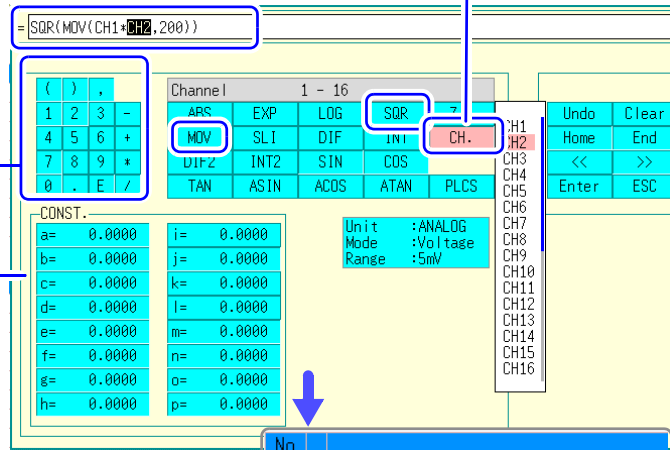 = SQR(MOV(CH1*CH2,200))
( ) ,
1 2 3 -
4 5 6 +
7 8 9 *
0 . E /
Channel 1 - 16
ABS EXP LOG SQR
MOV SLI DIF INT CH.
DIF2 INT2 SIN COS
TAN ASIN ACOS ATAN PLCS
CH1
CH2
CH3
CH4
CH5
CH6
CH7
CH8
CH9
CH10
CH11
CH12
CH13
CH14
CH15
CH16
Undo Clear
Home End
<< >>
Enter ESC
CONST.
a= 0.0000 i= 0.0000
b= 0.0000 j= 0.0000
c= 0.0000 k= 0.0000
d= 0.0000 l= 0.0000
e= 0.0000 m= 0.0000
f= 0.0000 n= 0.0000
g= 0.0000 o= 0.0000
h= 0.0000 p= 0.0000
Unit :ANALOG
Mode :Voltage
Range :5mV
No